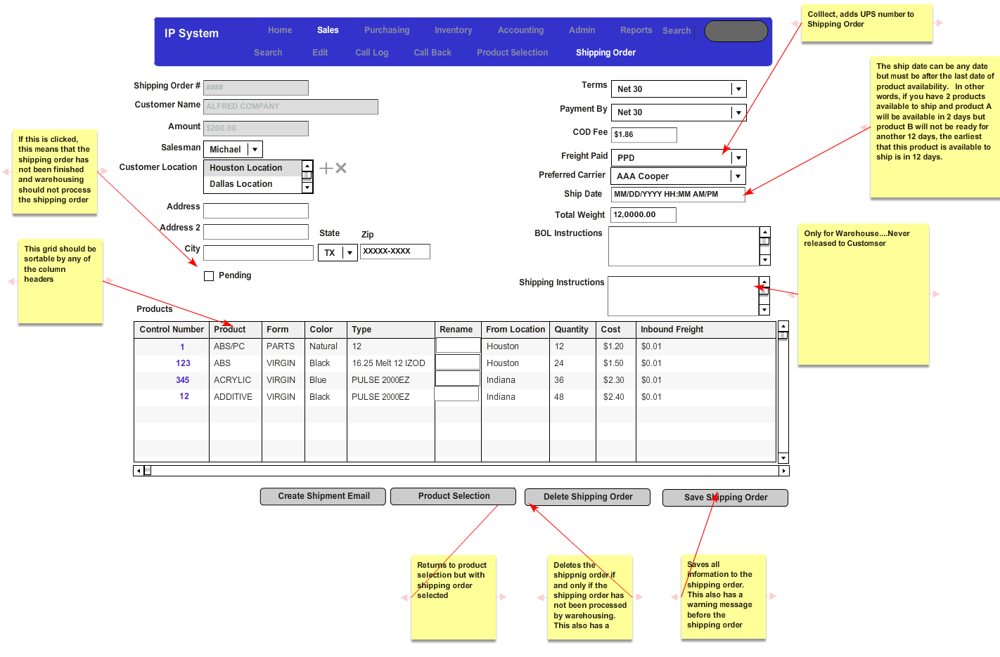 IP System
Home Sales Purchasing Inventory Accounting Admin Reports Search
Search Edit Call Log Call Back Product Selection Shipping Order
Colllect, adds UPS number to
Shipping Order
The ship date can be any date
but must be after the last date of
product availability. In other
words, if you have 2 products
available to ship and product A
will be available in 2 days but
product B will not be ready for
another 12 days, the earliest
that this product is available to
ship is in 12 days.
If this is clicked,
this means that the
shipping order has
not been finished
and warehousing
should not process
the shipping order
This grid should be
sortable by any of
the column
headers
Shipping Order # ####
Customer Name ALFRED COMPANY
Amount $200.00
Salesman Michael
Customer Location Houston Location
Dallas Location
Address
Address 2
State Zip
City TX XXXXX-XXXX
Pending
Terms Net 30
Payment By Net 30
COD Fee $1.86
Freight Paid PPD
Preferred Carrier AAA Cooper
Ship Date MM/DD/YYYY HH:MM AM/PM
Total Weight 12,0000.00
BOL Instructions
Shipping Instructions
Only for Warehouse....Never
released to Customser
Products
Control Number Product Form Color Type Rename From Location Quantity Cost Inbound Freight
1 ABS/PC PARTS Natural 12 Houston 12 $1.20 $0.01
123 ABS VIRGIN Black 16.25 Melt 12 IZOD Houston 24 $1.50 $0.01
345 ACRYLIC VIRGIN Blue PULSE 2000EZ Indiana 36 $2.30 $0.01
12 ADDITIVE VIRGIN Black PULSE 2000EZ Indiana 48 $2.40 $0.01
Create Shipment Email Product Selection Delete Shipping Order Save Shipping Order
Returns to product
selection but with
shipping order
selected
Deletes the
shippnig order if
and only if the
shipping order has
not been processed
by warehousing.
This also has a
Saves all
information to the
shipping order.
This also has a
warning message
before the
shipping order